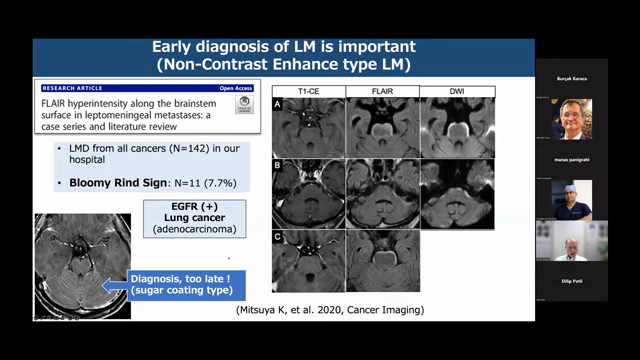 Early diagnosis of LM is important
(Non-Contrast Enhance type LM)
RESEARCH ARTICLE
Open Access
FLAIR hyperintensity along the brainstem
surface in leptomeningeal metastases: a
case series and literature review
• LMD from all cancers (N=142) in our
hospital
• Bloomy Rind Sign: N=11 (7.7%)
EGFR (+)
Lung cancer
(adenocarcinoma)
Diagnosis, too late !
(sugar coating type)
T1-CE
FLAIR
DWI
A
B
C
(Mitsuya K, et al. 2020, Cancer Imaging)
Burçak Karaca
manas panigrahi
Dilip Patil